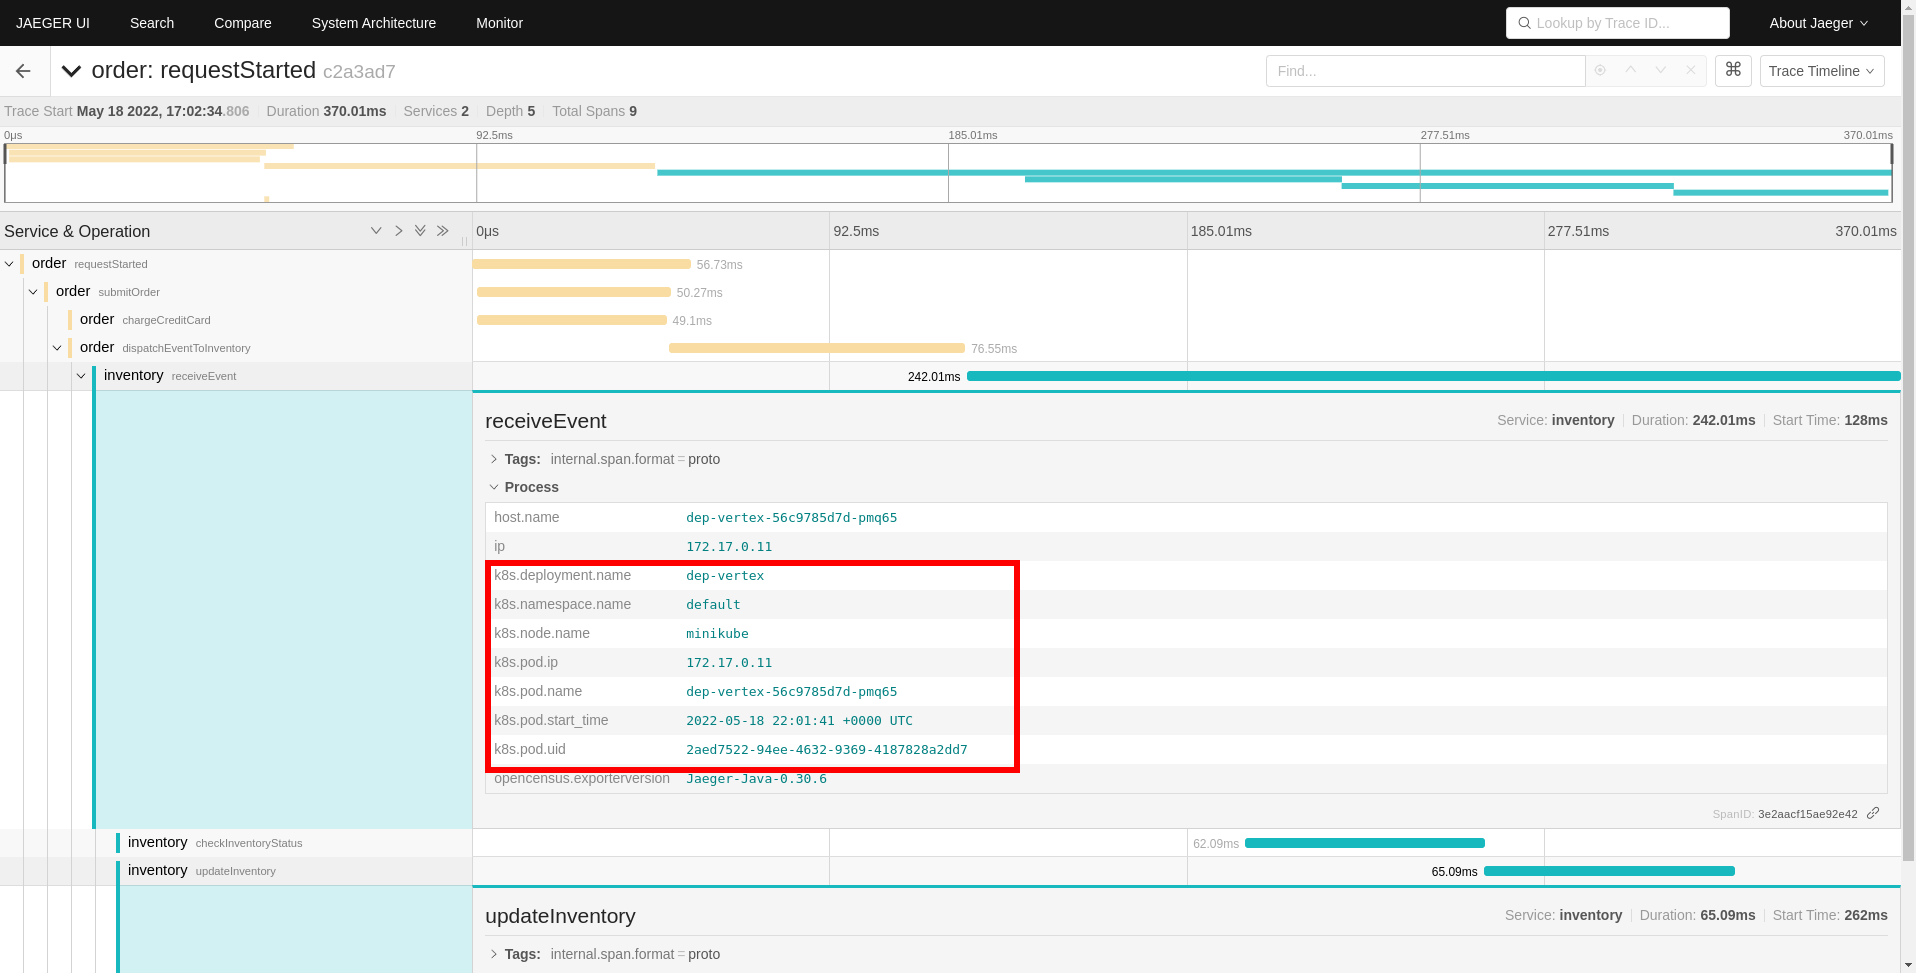 JAEGER UI Search Compare System Architecture Monitor Lookup by Trace ID... About Jaeger
order: requestStarted c2a3ad7 Find... ⌘ Trace Timeline
Trace Start May 18 2022, 17:02:34.806 Duration 370.01ms Services 2 Depth 5 Total Spans 9
0μs 92.5ms 185.01ms 277.51ms 370.01ms
Service & Operation 0μs 92.5ms 185.01ms 277.51ms 370.01ms
order requestStarted 56.73ms
order submitOrder 50.27ms
order chargeCreditCard 49.1ms
order dispatchEventToInventory 76.55ms
inventory receiveEvent 242.01ms
receiveEvent Service: inventory Duration: 242.01ms Start Time: 128ms
Tags: internal.span.format = proto
Process
host.name dep-vertex-56c9785d7d-pmq65
ip 172.17.0.11
k8s.deployment.name dep-vertex
k8s.namespace.name default
k8s.node.name minikube
k8s.pod.ip 172.17.0.11
k8s.pod.name dep-vertex-56c9785d7d-pmq65
k8s.pod.start_time 2022-05-18 22:01:41 +0000 UTC
k8s.pod.uid 2aed7522-94ee-4632-9369-4187828a2dd7
opencensus.exporterversion Jaeger-Java-0.30.6
SpanID: 3e2aacf15ae92e42
inventory checkInventoryStatus 62.09ms
inventory updateInventory 65.09ms
updateInventory Service: inventory Duration: 65.09ms Start Time: 262ms
Tags: internal.span.format = proto